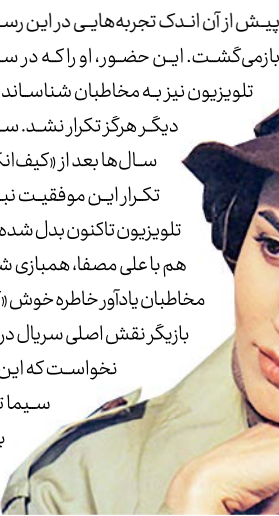 پیش از آن اندک تجربه‌هایی در این رس
بازمی‌گشت. این حضور، او را که در س
تلویزیون نیز به مخاطبان شناساند
دیگر هرگز تکرار نشد. س
سال‌ها بعد از «کیف‌انگ
تکرار این موفقیت نب
تلویزیون تاکنون بدل شده
هم با علی مصفا، همبازی ش
مخاطبان یادآور خاطره خوش «
بازیگر نقش اصلی سریال در
نخواست که این
سیما ت